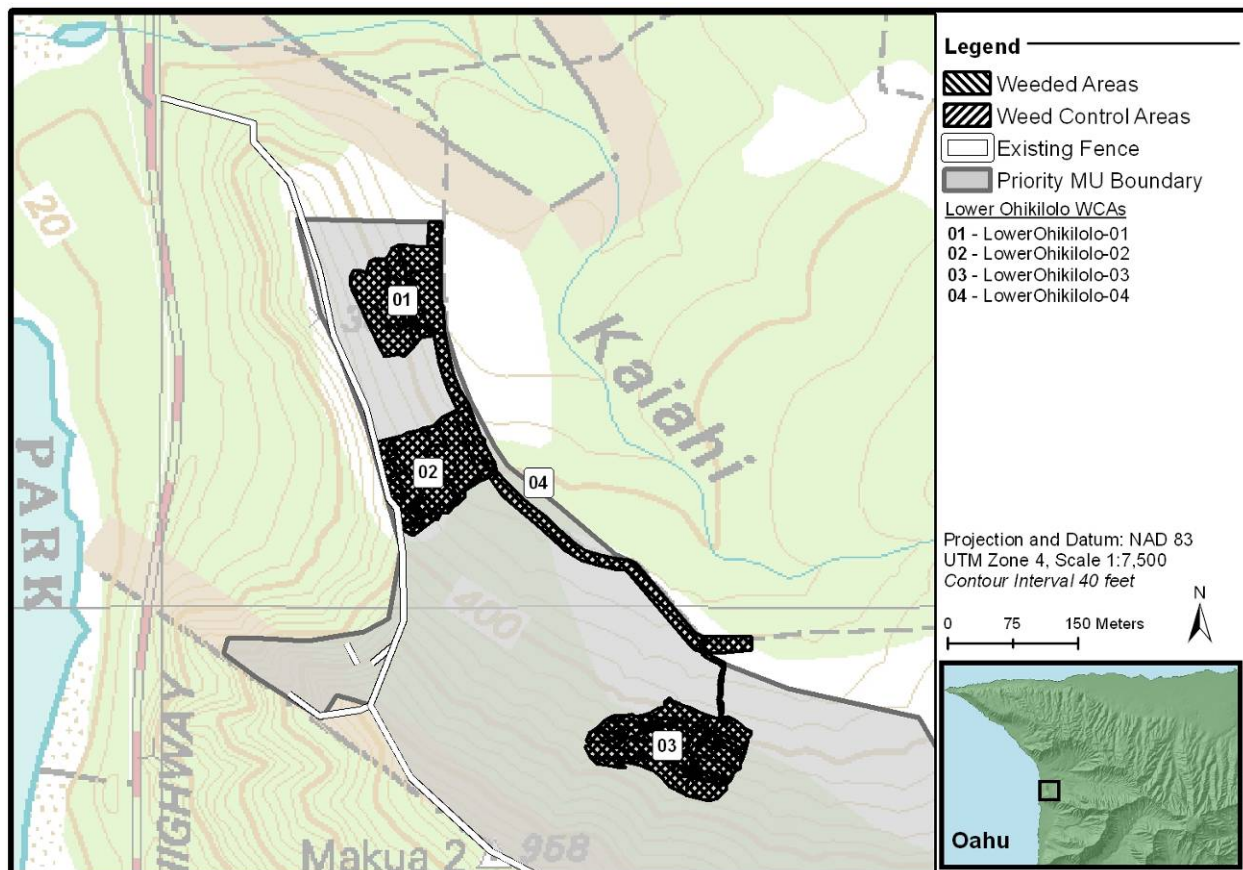 20
3
01
02
04
400
03
Kaiahi
PARK
HIGHWAY
Makua 2
958
Legend
Weeded Areas
Weed Control Areas
Existing Fence
Priority MU Boundary
Lower Ohikilolo WCAs
01 - LowerOhikilolo-01
02 - LowerOhikilolo-02
03 - LowerOhikilolo-03
04 - LowerOhikilolo-04
Projection and Datum: NAD 83
UTM Zone 4, Scale 1:7,500
Contour Interval 40 feet
N
0 75 150 Meters
Oahu